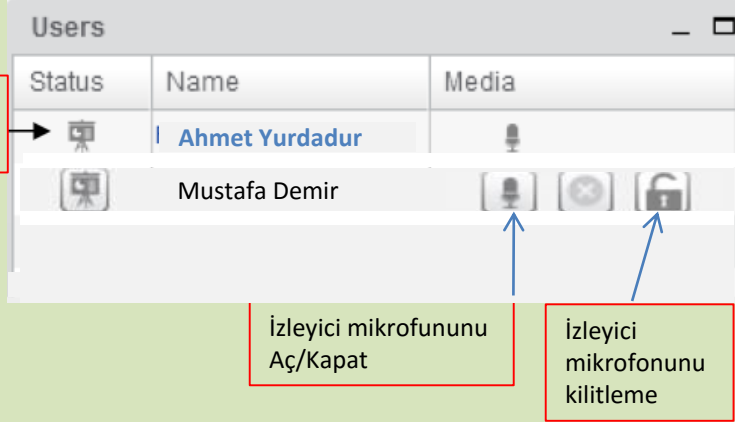 Users
Status Name Media
Ahmet Yurdadur
Mustafa Demir
İzleyici mikrofununu
Aç/Kapat
İzleyici
mikrofonunu
kilitleme